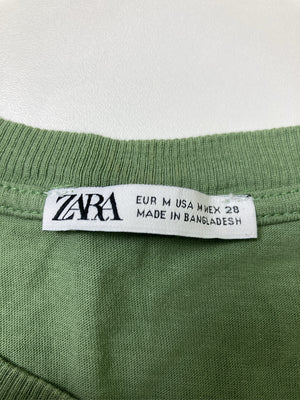 ZARA
EUR M USA M MEX 28
MADE IN BANGLADESH